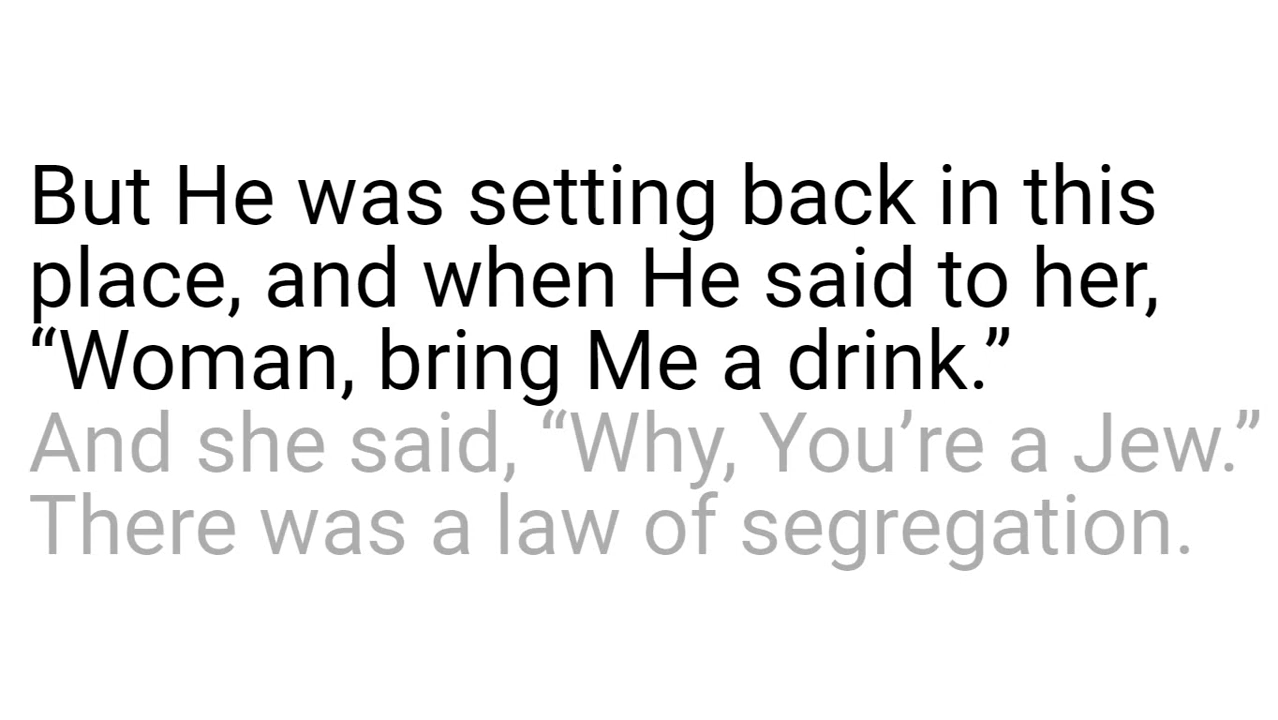 But He was setting back in this
place, and when He said to her,
“Woman, bring Me a drink.”
And she said, “Why, You’re a Jew.”
There was a law of segregation.